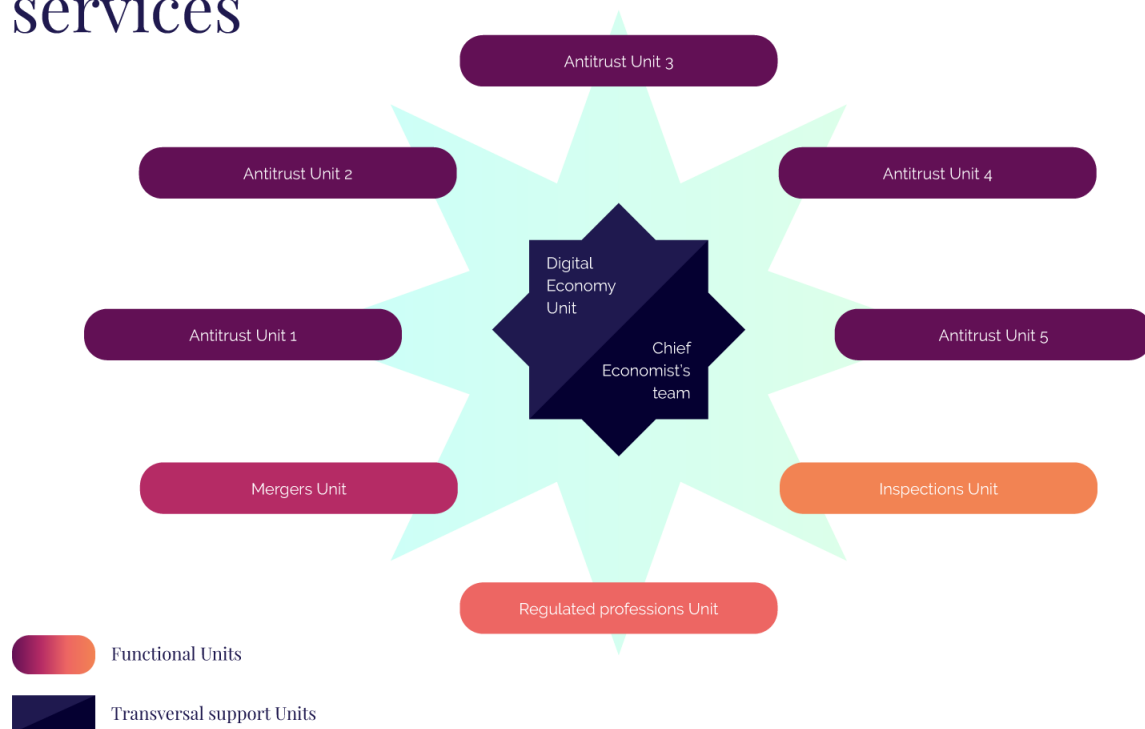 services
Antitrust Unit 3
Antitrust Unit 2
Antitrust Unit 4
Digital
Economy
Unit
Chief
Economist's
team
Antitrust Unit 1
Antitrust Unit 5
Mergers Unit
Inspections Unit
Regulated professions Unit
Functional Units
Transversal support Units